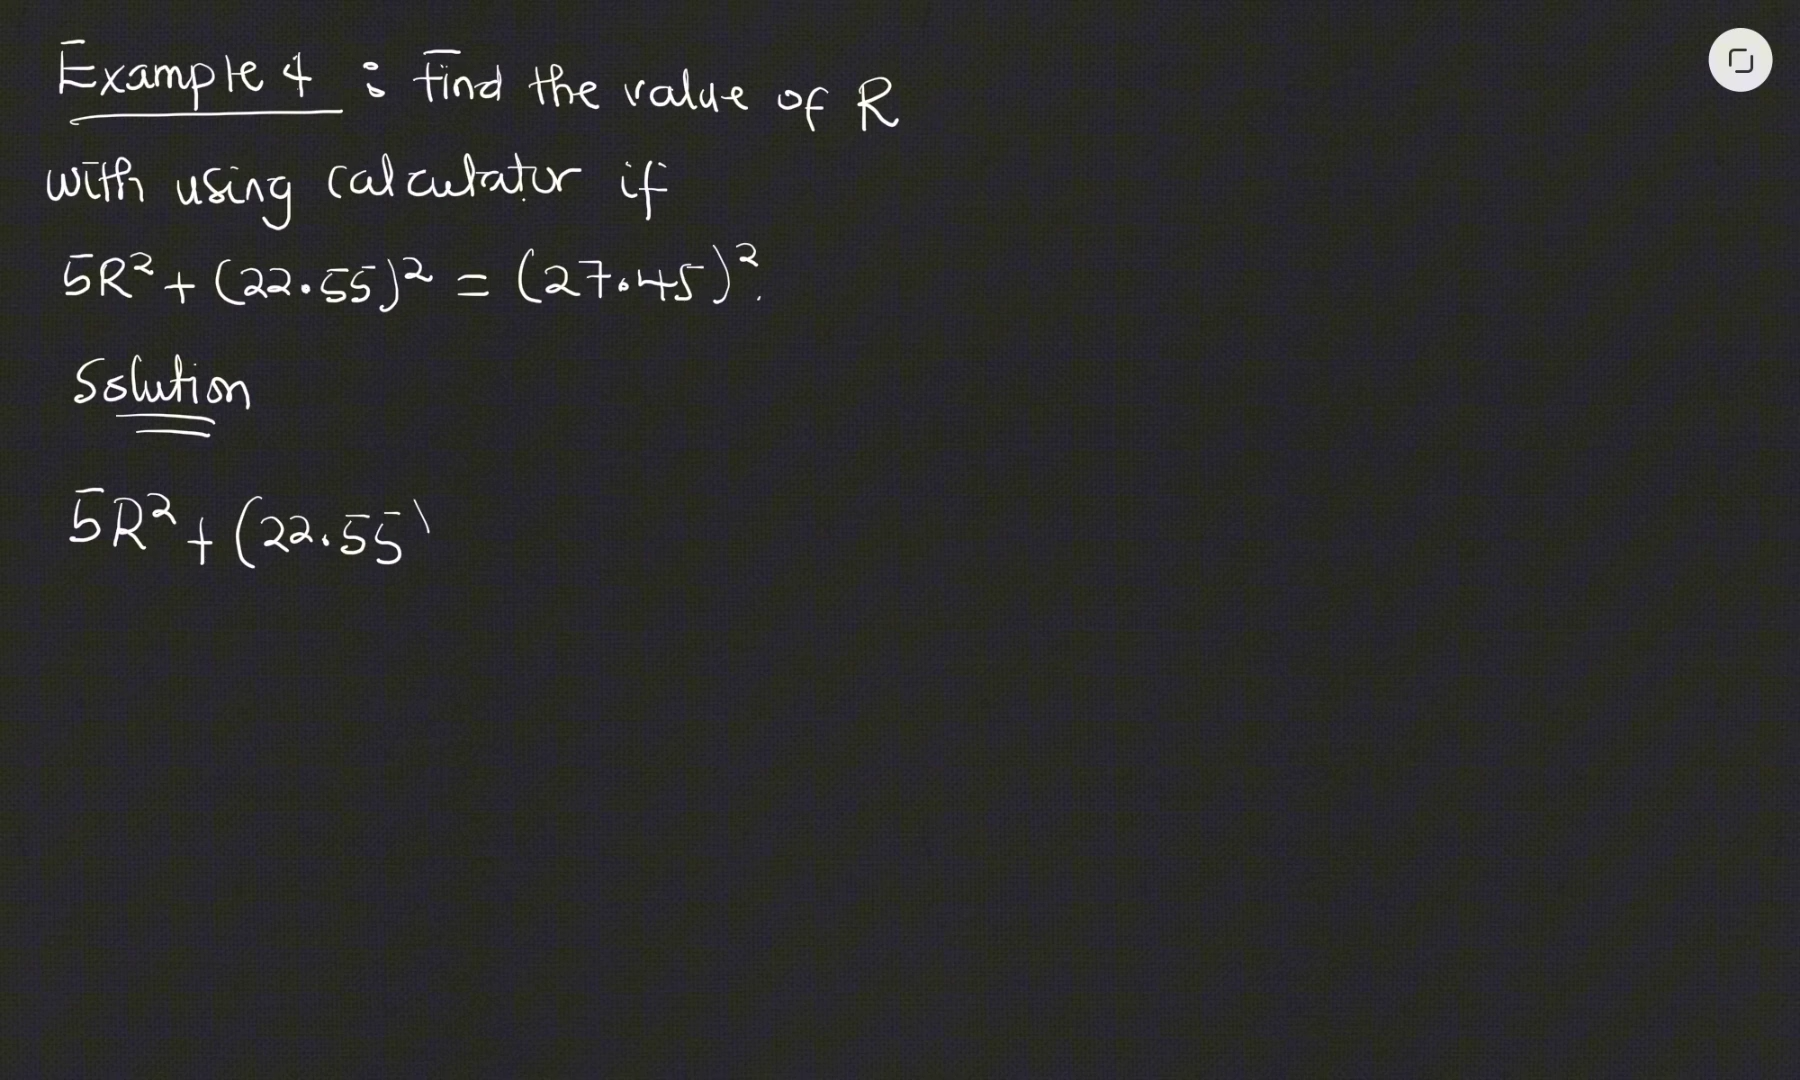 Example 4 : Find the value of R
with using calculator if
5R² + (22.55)² = (27.45)².
Solution
5R² + (22.55)